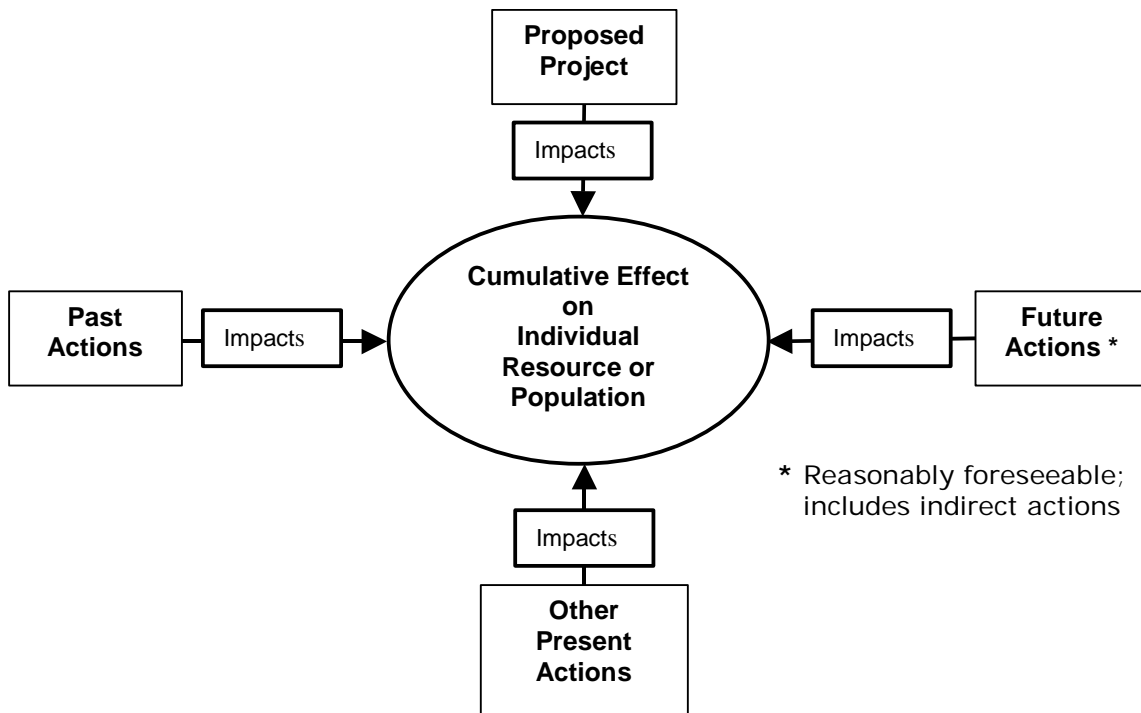 Proposed
Project
Impacts
Cumulative Effect
on
Individual
Resource or
Population
Past
Actions
Impacts
Impacts
Future
Actions *
* Reasonably foreseeable;
includes indirect actions
Impacts
Other
Present
Actions